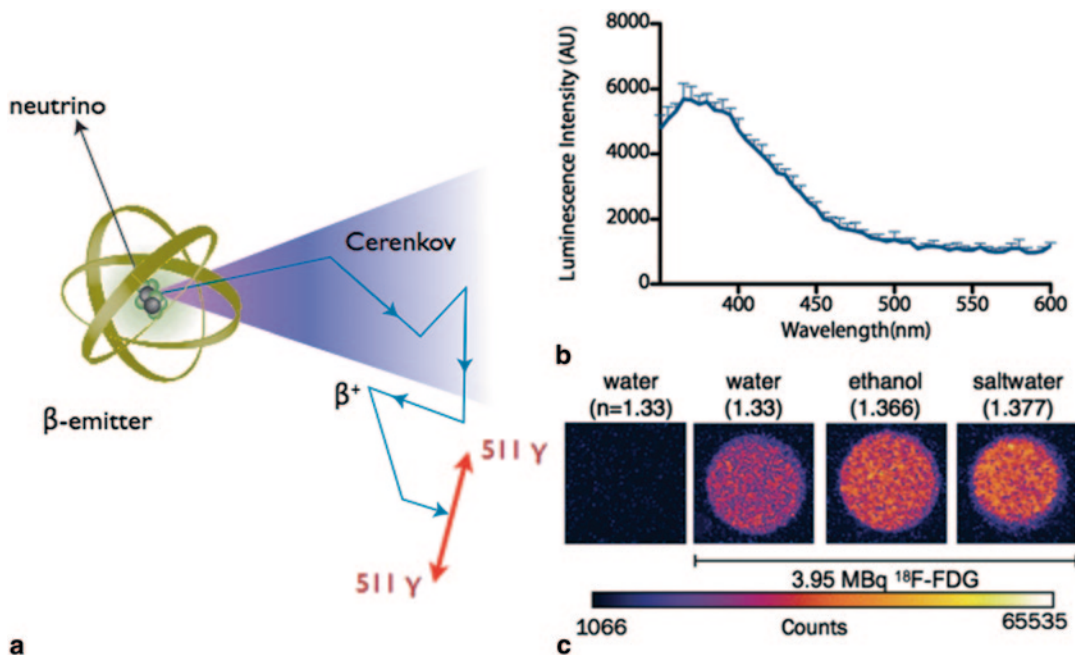 neutrino
Cerenkov
β+
β-emitter
511 γ
511 γ
a
Luminescence Intensity (AU)
8000
6000
4000
2000
0
400 450 500 550 600
Wavelength(nm)
b
water water ethanol saltwater
(n=1.33) (1.33) (1.366) (1.377)
3.95 MBq ¹⁸F-FDG
1066 Counts 65535
c